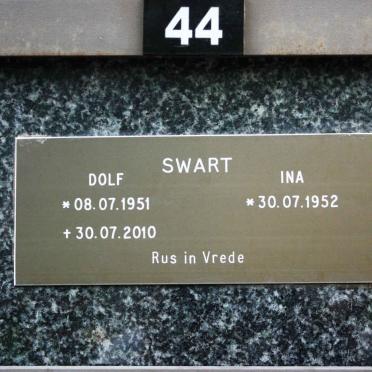 44
SWART
DOLF INA
* 08.07.1951 * 30.07.1952
+ 30.07.2010
Rus in Vrede